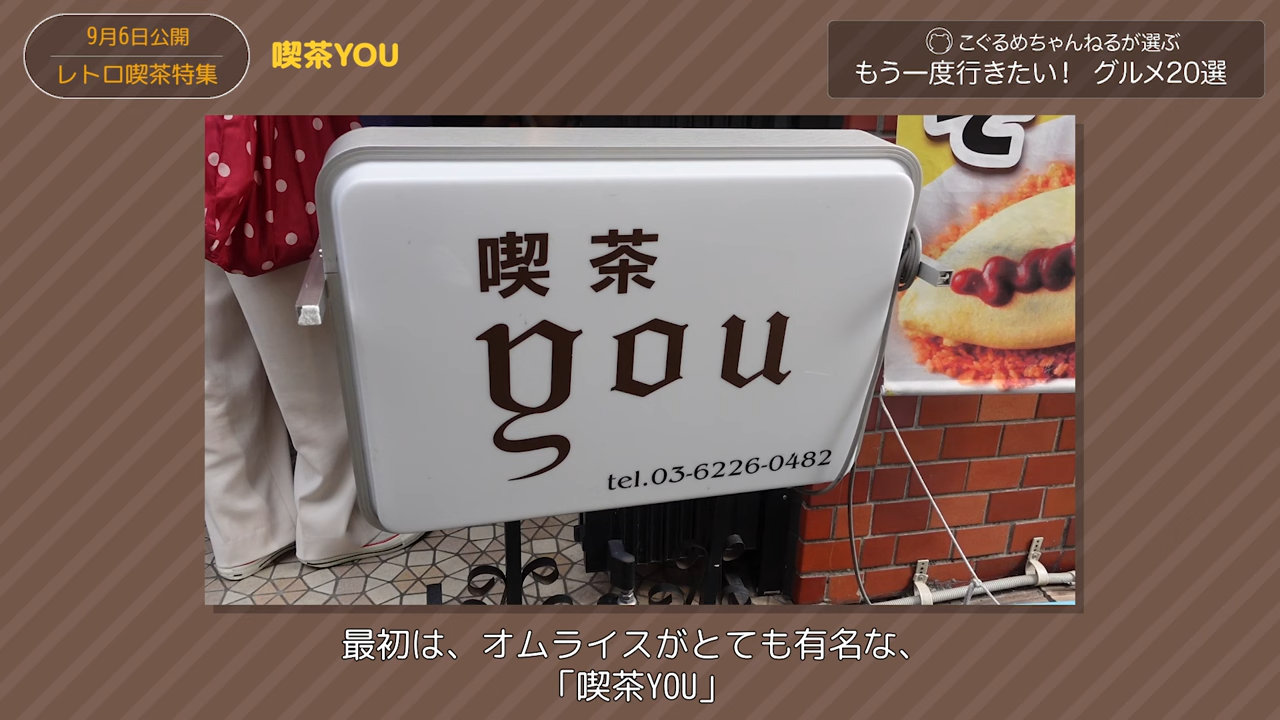 9月6日公開
レトロ喫茶特集
喫茶YOU
こぐるめちゃんねるが選ぶ
もう一度行きたい! グルメ20選
喫茶
you
tel.03-6226-0482
最初は、オムライスがとても有名な、
「喫茶YOU」